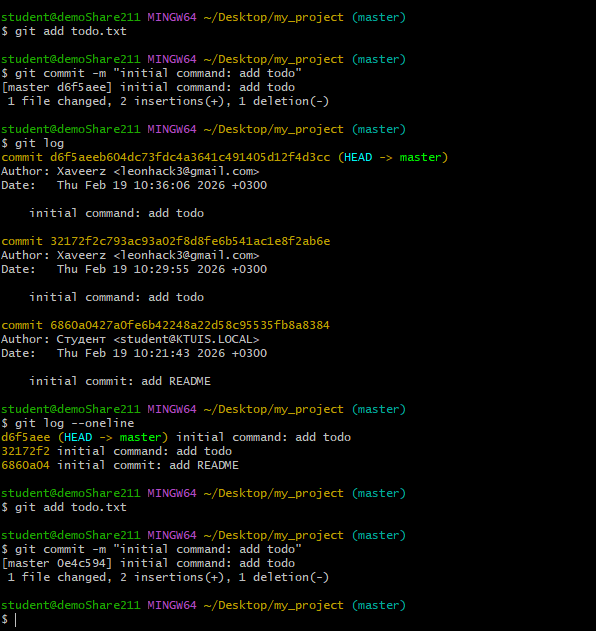 student@demoShare211 MINGW64 ~/Desktop/my_project (master)
$ git add todo.txt
student@demoShare211 MINGW64 ~/Desktop/my_project (master)
$ git commit -m "initial command: add todo"
[master d6f5aee] initial command: add todo
 1 file changed, 2 insertions(+), 1 deletion(-)
student@demoShare211 MINGW64 ~/Desktop/my_project (master)
$ git log
commit d6f5aeeb604dc73fdc4a3641c491405d12f4d3cc (HEAD -> master)
Author: Xaveerz <leonhack3@gmail.com>
Date:   Thu Feb 19 10:36:06 2026 +0300
    initial command: add todo
commit 32172f2c793ac93a02f8d8fe6b541ac1e8f2ab6e
Author: Xaveerz <leonhack3@gmail.com>
Date:   Thu Feb 19 10:29:55 2026 +0300
    initial command: add todo
commit 6860a0427a0fe6b42248a22d58c95535fb8a8384
Author: Студент <student@KTUIS.LOCAL>
Date:   Thu Feb 19 10:21:43 2026 +0300
    initial commit: add README
student@demoShare211 MINGW64 ~/Desktop/my_project (master)
$ git log --oneline
d6f5aee (HEAD -> master) initial command: add todo
32172f2 initial command: add todo
6860a04 initial commit: add README
student@demoShare211 MINGW64 ~/Desktop/my_project (master)
$ git add todo.txt
student@demoShare211 MINGW64 ~/Desktop/my_project (master)
$ git commit -m "initial command: add todo"
[master 0e4c594] initial command: add todo
 1 file changed, 2 insertions(+), 1 deletion(-)
student@demoShare211 MINGW64 ~/Desktop/my_project (master)
$